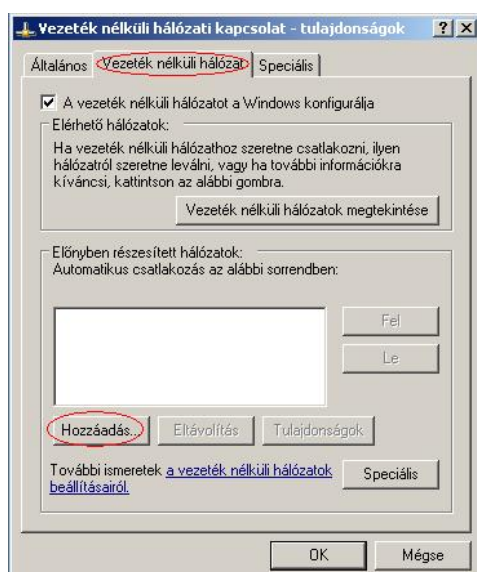 Vezeték nélküli hálózati kapcsolat - tulajdonságok
Általános
Vezeték nélküli hálózat
Speciális
A vezeték nélküli hálózatot a Windows konfigurálja
Elérhető hálózatok:
Ha vezeték nélküli hálózathoz szeretne csatlakozni, ilyen
hálózatról szeretne leválni, vagy ha további információkra
kíváncsi, kattintson az alábbi gombra.
Vezeték nélküli hálózatok megtekintése
Előnyben részesített hálózatok:
Automatikus csatlakozás az alábbi sorrendben:
Fel
Le
Hozzáadás...
Eltávolítás
Tulajdonságok
További ismeretek a vezeték nélküli hálózatok
beállításairól.
Speciális
OK
Mégse